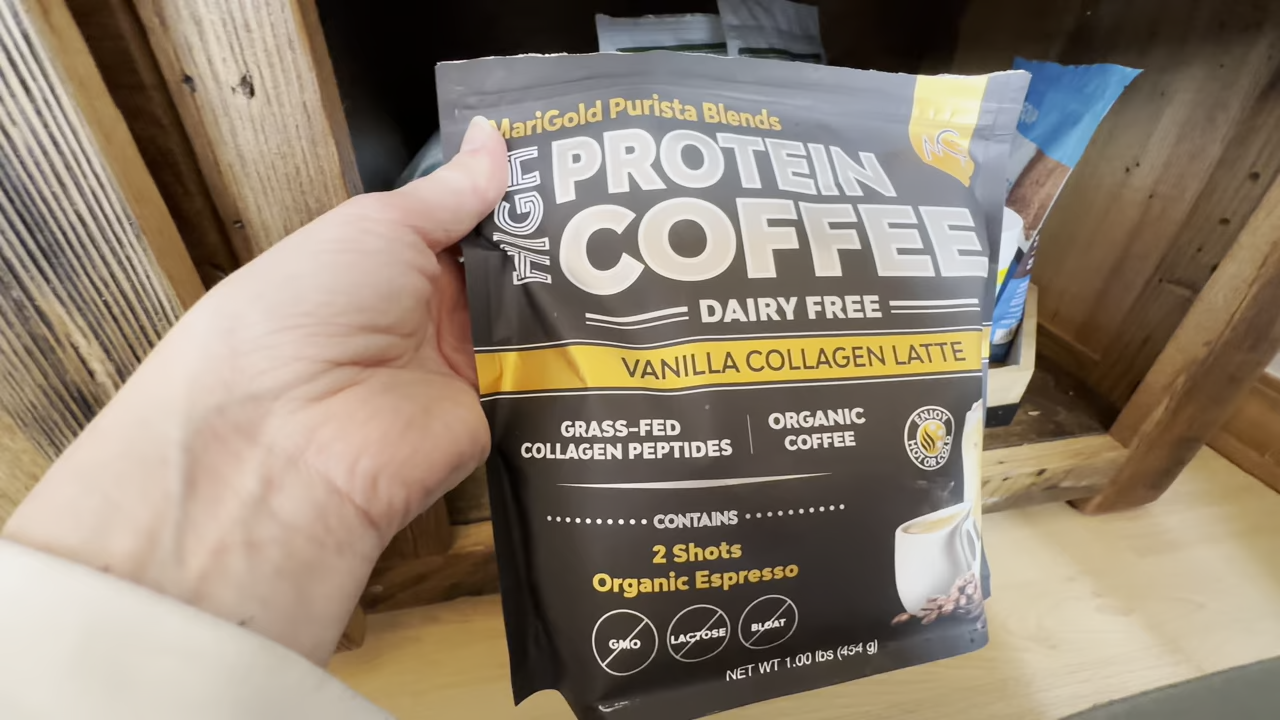 MariGold Purista Blends
HIGH
PROTEIN
COFFEE
DAIRY FREE
VANILLA COLLAGEN LATTE
GRASS-FED
COLLAGEN PEPTIDES
ORGANIC
COFFEE
ENJOY
HOT OR COLD
CONTAINS
2 Shots
Organic Espresso
GMO
LACTOSE
BLOAT
NET WT 1.00 lbs (454 g)